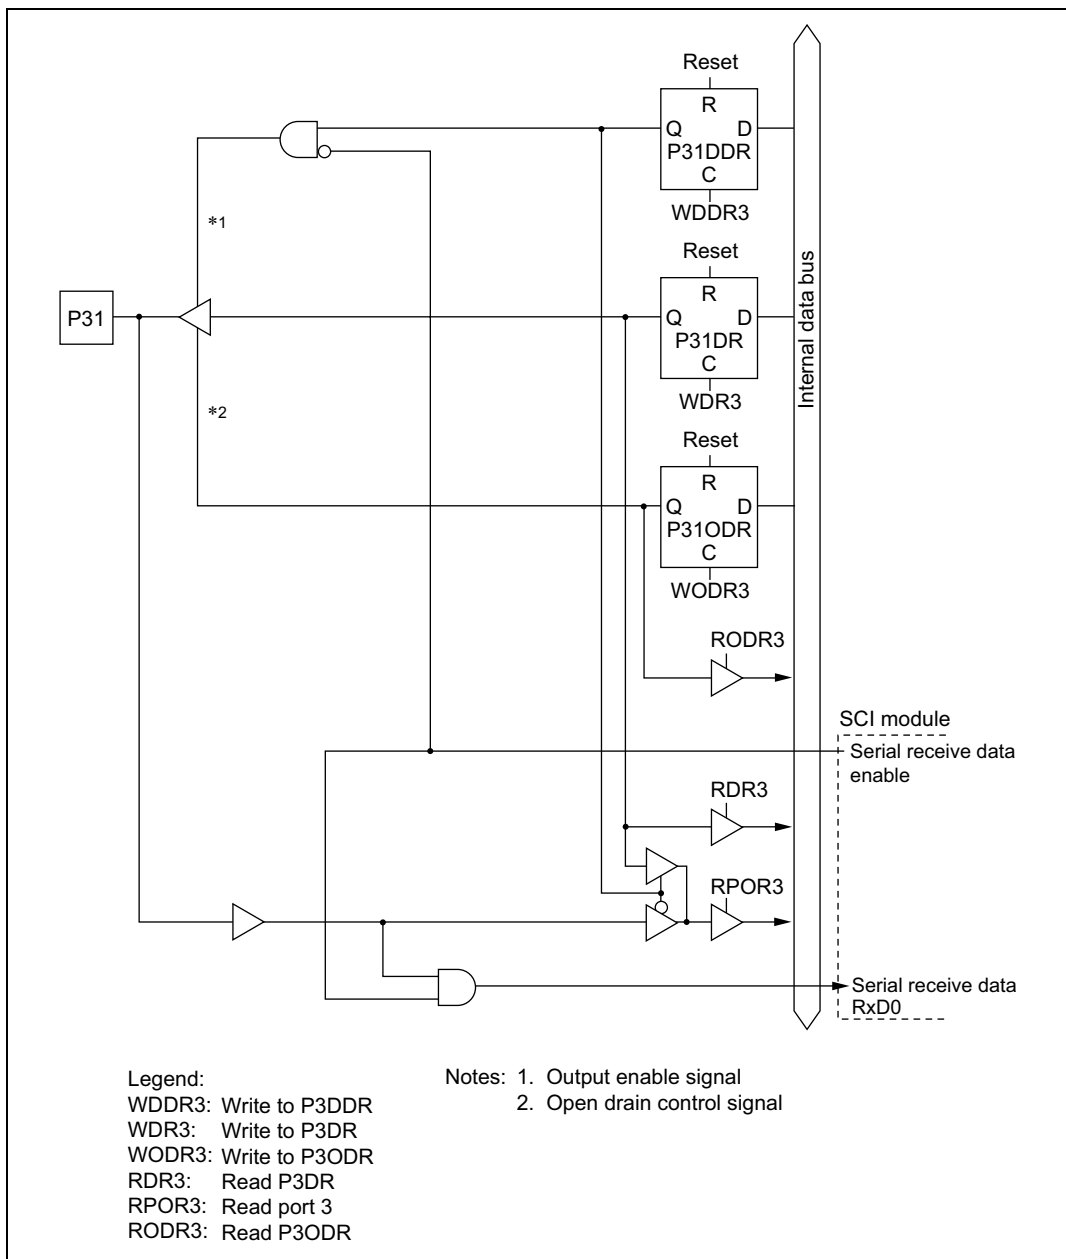 Reset
R
Q D
P31DDR
C
WDDR3
*1
Reset
R
P31
Q D
P31DR
C
WDR3
Internal data bus
*2
Reset
R
Q D
P31ODR
C
WODR3
RODR3
SCI module
Serial receive data
enable
RDR3
RPOR3
Serial receive data
RxD0
Legend:
WDDR3: Write to P3DDR
WDR3: Write to P3DR
WODR3: Write to P3ODR
RDR3: Read P3DR
RPOR3: Read port 3
RODR3: Read P3ODR
Notes: 1. Output enable signal
2. Open drain control signal